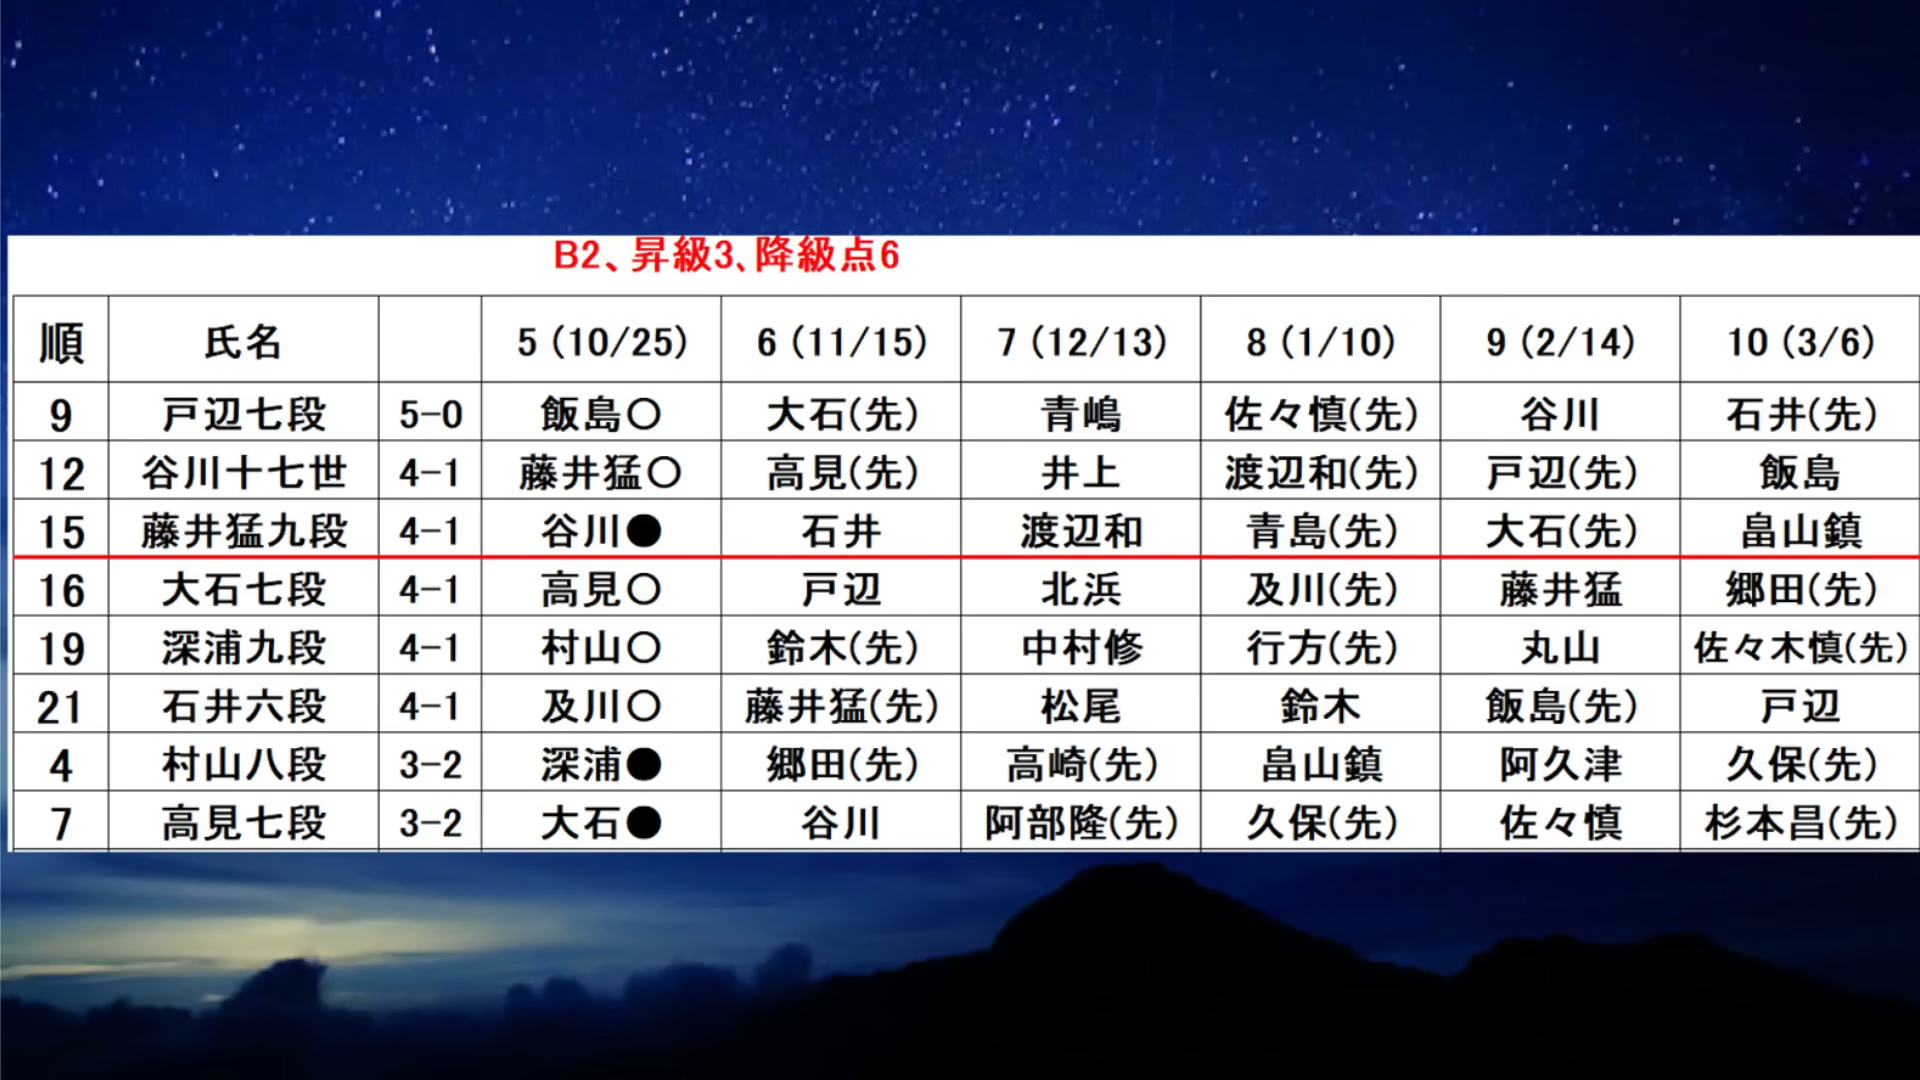 B2、昇級3、降級点6
順 氏名 5 (10/25) 6 (11/15) 7 (12/13) 8 (1/10) 9 (2/14) 10 (3/6)
9 戸辺七段 5-0 飯島○ 大石(先) 青嶋 佐々慎(先) 谷川 石井(先)
12 谷川十七世 4-1 藤井猛○ 高見(先) 井上 渡辺和(先) 戸辺(先) 飯島
15 藤井猛九段 4-1 谷川● 石井 渡辺和 青島(先) 大石(先) 畠山鎮
16 大石七段 4-1 高見○ 戸辺 北浜 及川(先) 藤井猛 郷田(先)
19 深浦九段 4-1 村山○ 鈴木(先) 中村修 行方(先) 丸山 佐々木慎(先)
21 石井六段 4-1 及川○ 藤井猛(先) 松尾 鈴木 飯島(先) 戸辺
4 村山八段 3-2 深浦● 郷田(先) 高崎(先) 畠山鎮 阿久津 久保(先)
7 高見七段 3-2 大石● 谷川 阿部隆(先) 久保(先) 佐々慎 杉本昌(先)